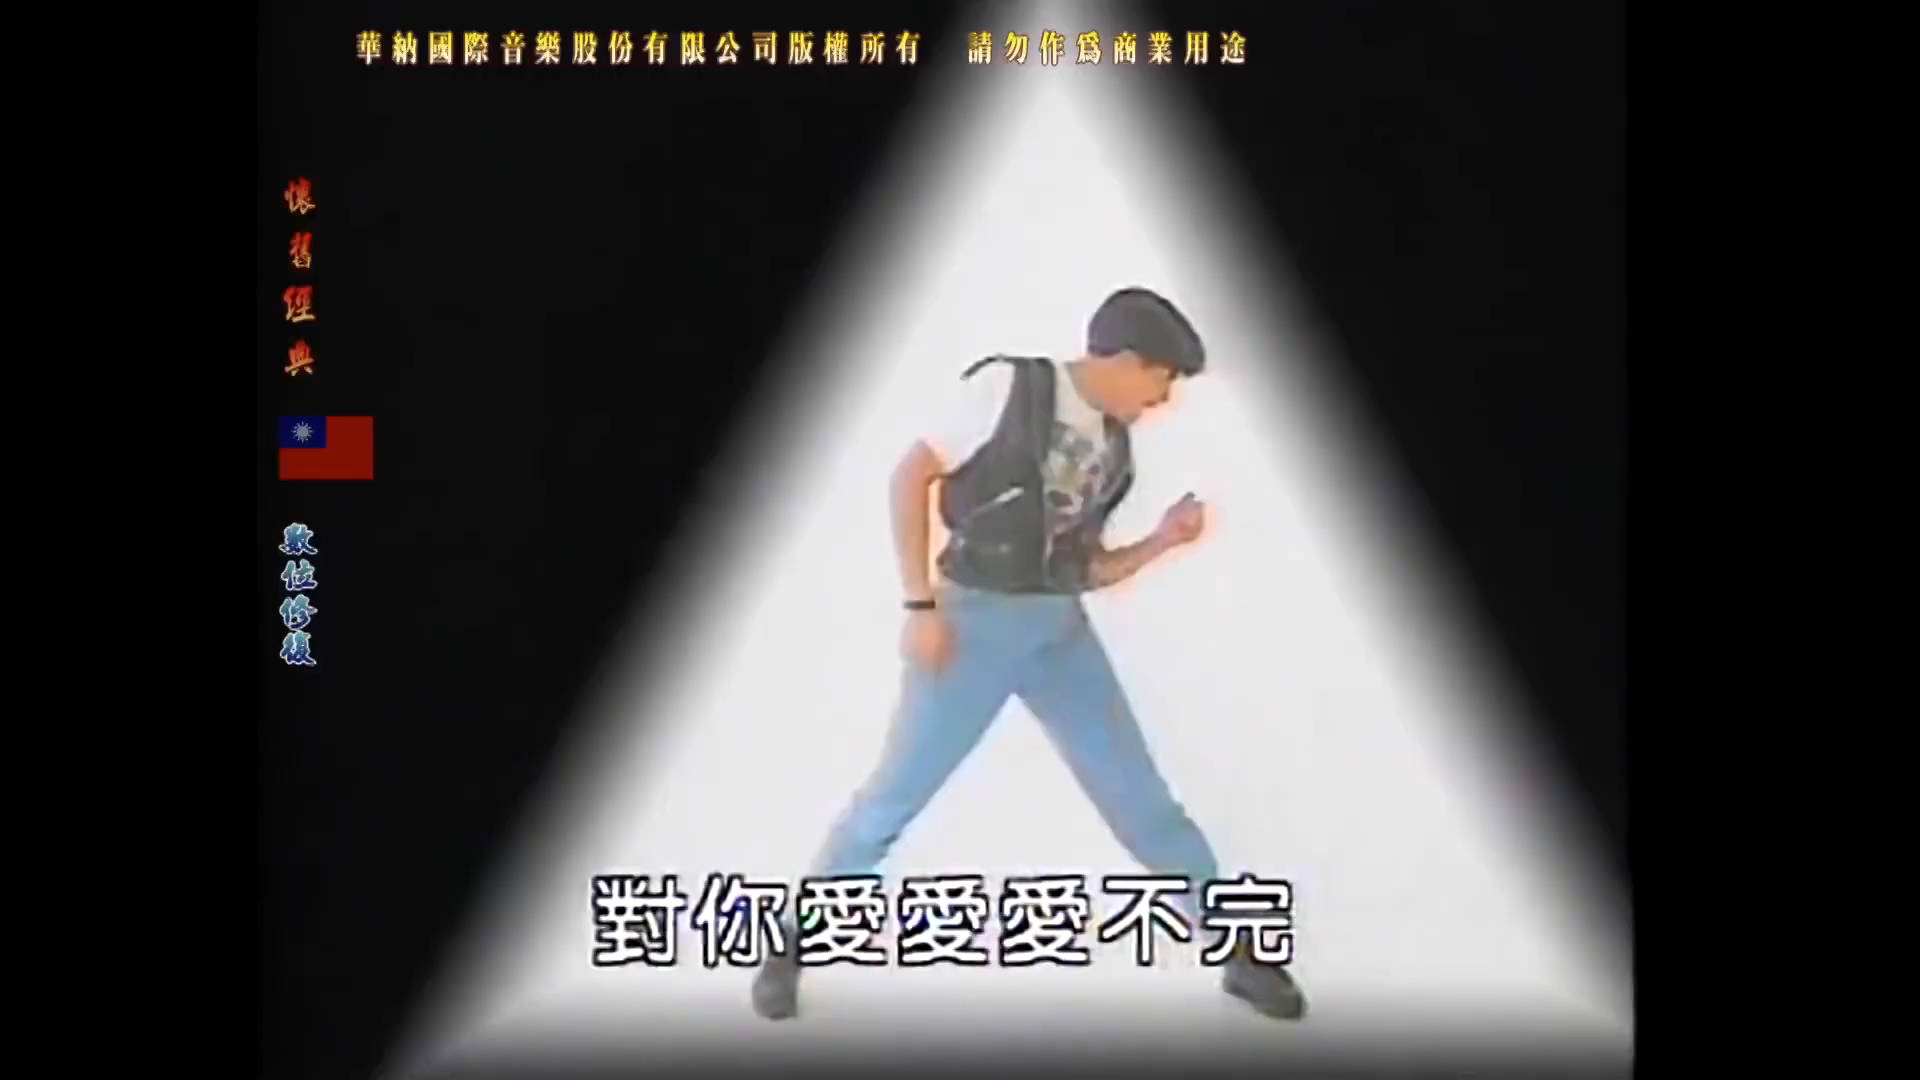 華納國際音樂股份有限公司版權所有 請勿作為商業用途
懷舊經典
數位修復
對你愛愛愛不完